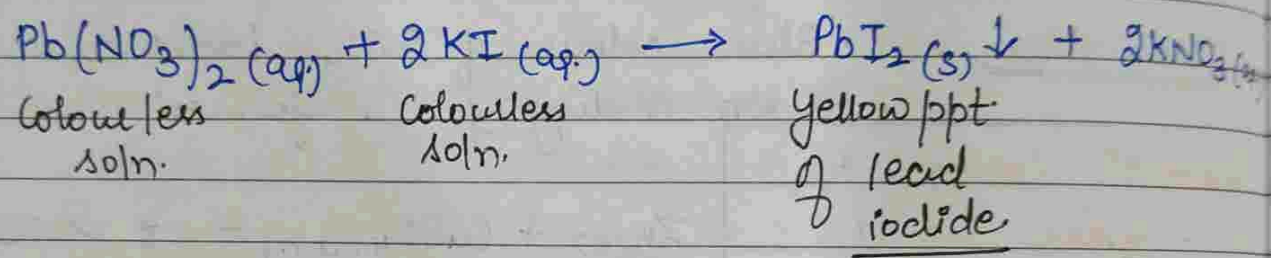 Pb(NO₃)₂ (aq.) + 2KI (aq.) → PbI₂ (s) ↓ + 2KNO₃
Colourless Colourless yellow ppt.
soln. soln. of lead
iodide